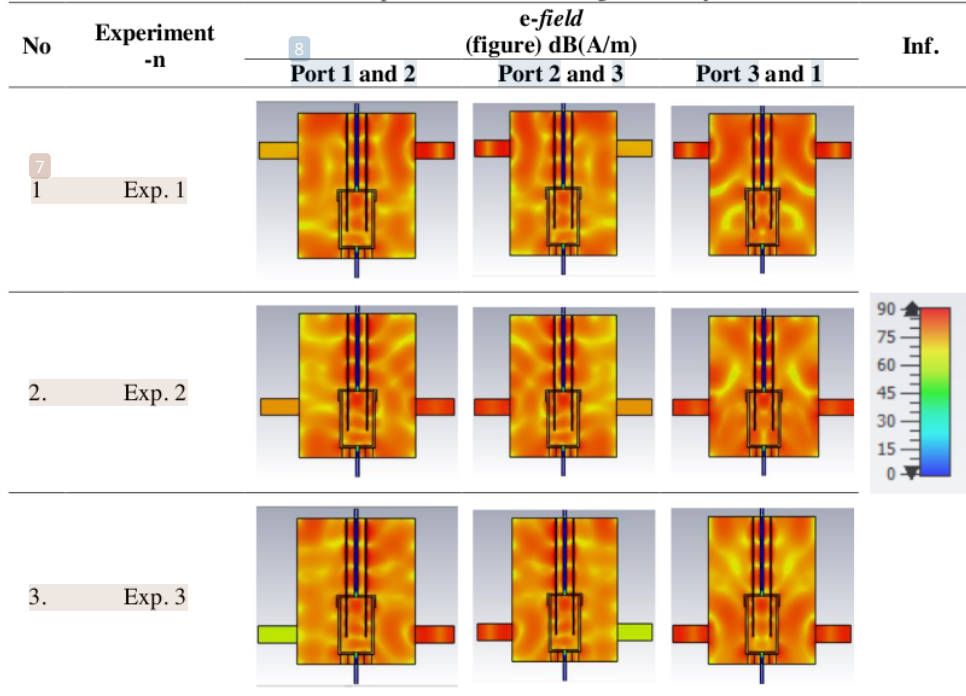 e-field
No Experiment -n (figure) dB(A/m) Inf.
8
Port 1 and 2 Port 2 and 3 Port 3 and 1
7
1 Exp. 1
2. Exp. 2
90
75
60
45
30
15
0
3. Exp. 3